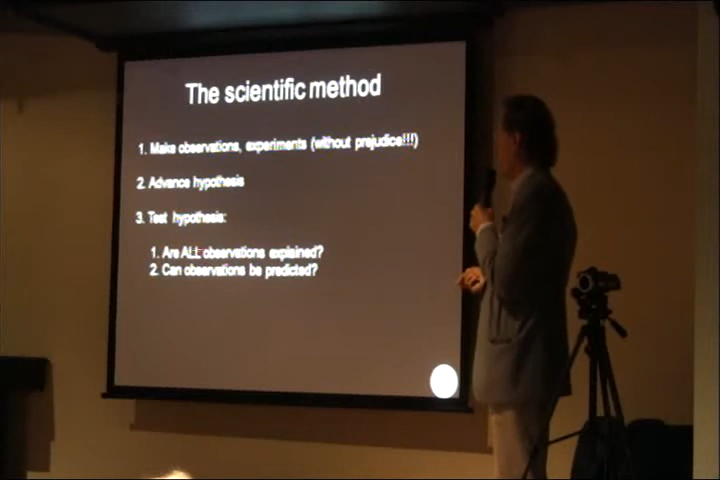 The scientific method
1. Make observations, experiments (without prejudice!!!)
2. Advance hypothesis
3. Test hypothesis:
1. Are ALL observations explained?
2. Can observations be predicted?